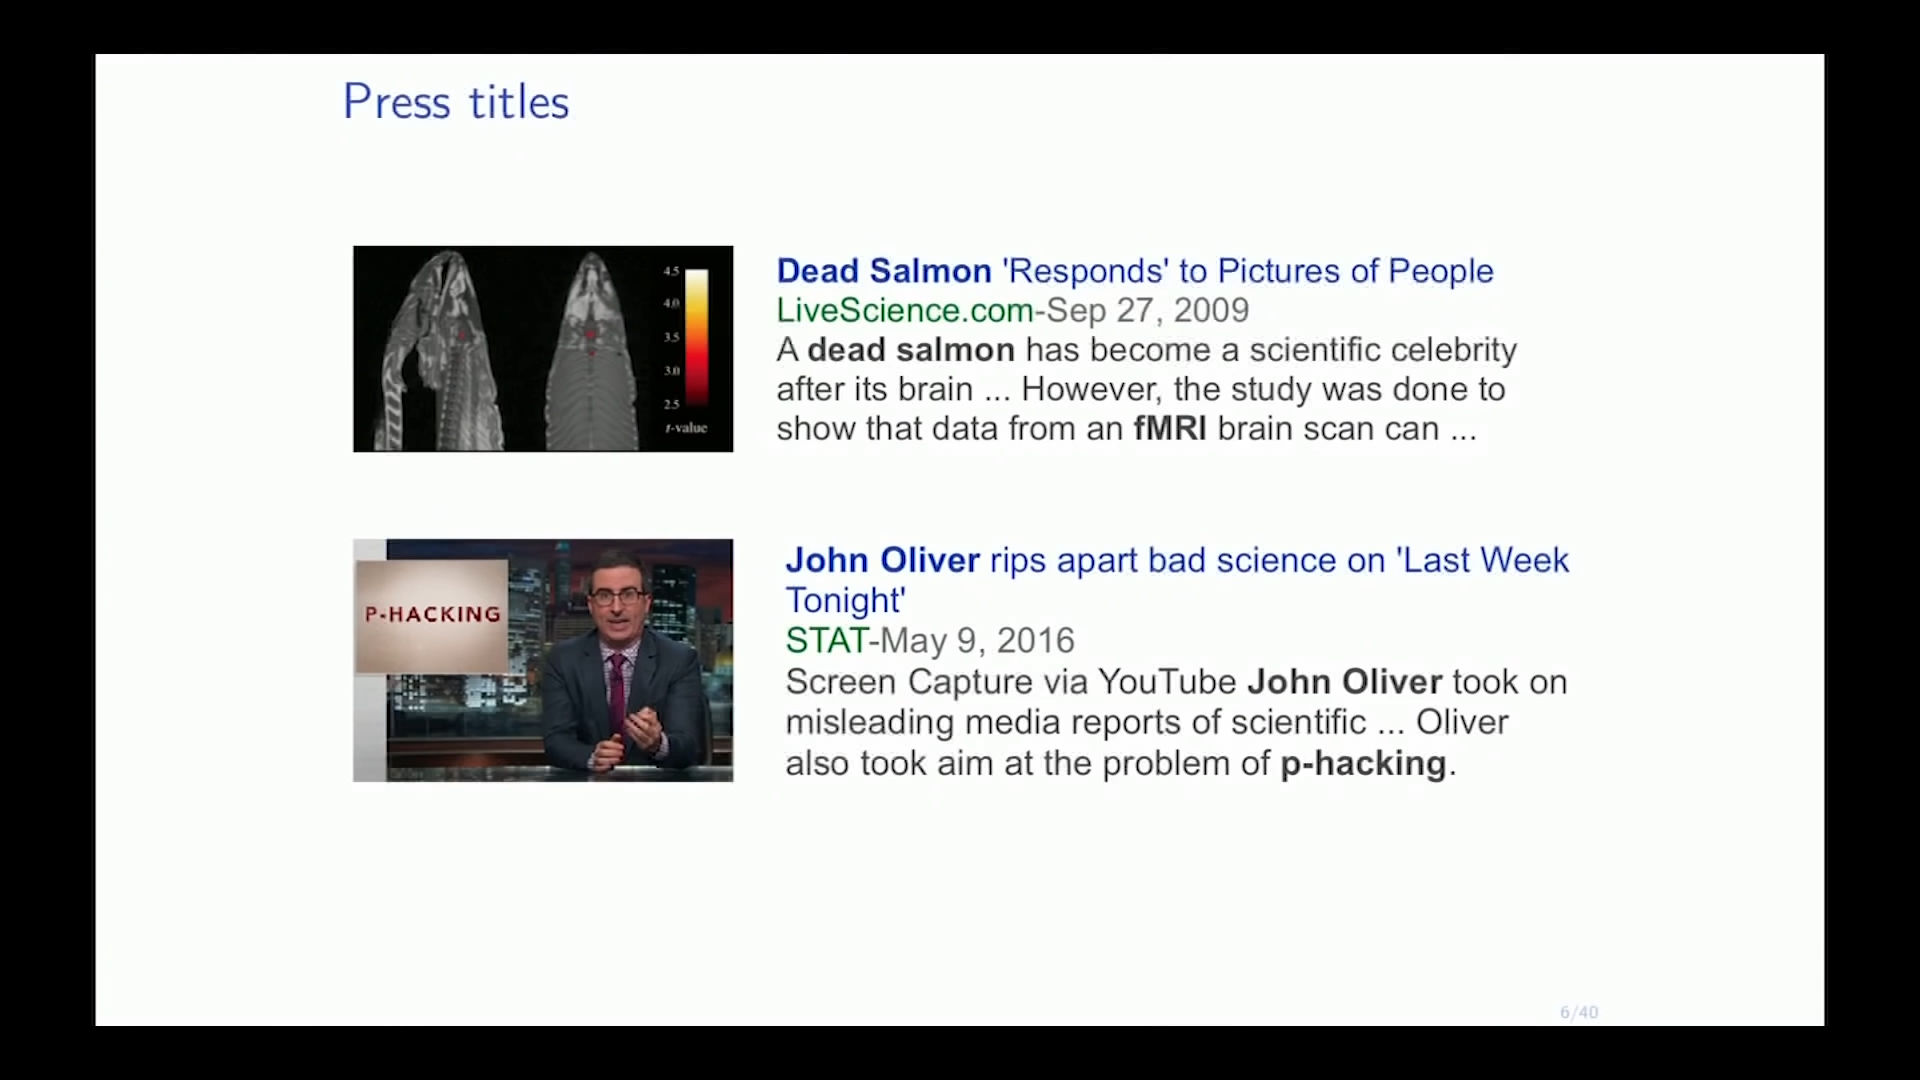 Press titles
4.5
4.0
3.5
3.0
2.5
t-value
Dead Salmon 'Responds' to Pictures of People
LiveScience.com-Sep 27, 2009
A dead salmon has become a scientific celebrity
after its brain ... However, the study was done to
show that data from an fMRI brain scan can ...
P-HACKING
John Oliver rips apart bad science on 'Last Week
Tonight'
STAT-May 9, 2016
Screen Capture via YouTube John Oliver took on
misleading media reports of scientific ... Oliver
also took aim at the problem of p-hacking.
6/40